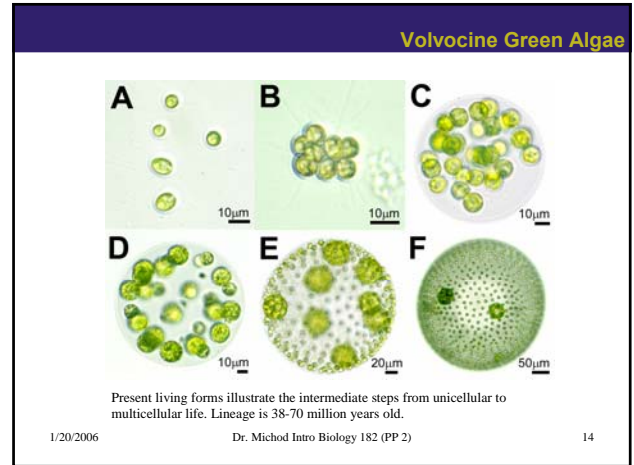 Volvocine Green Algae
A
B
C
10μm
10μm
10μm
D
E
F
10μm
20μm
50μm
Present living forms illustrate the intermediate steps from unicellular to
multicellular life. Lineage is 38-70 million years old.
1/20/2006 Dr. Michod Intro Biology 182 (PP 2) 14